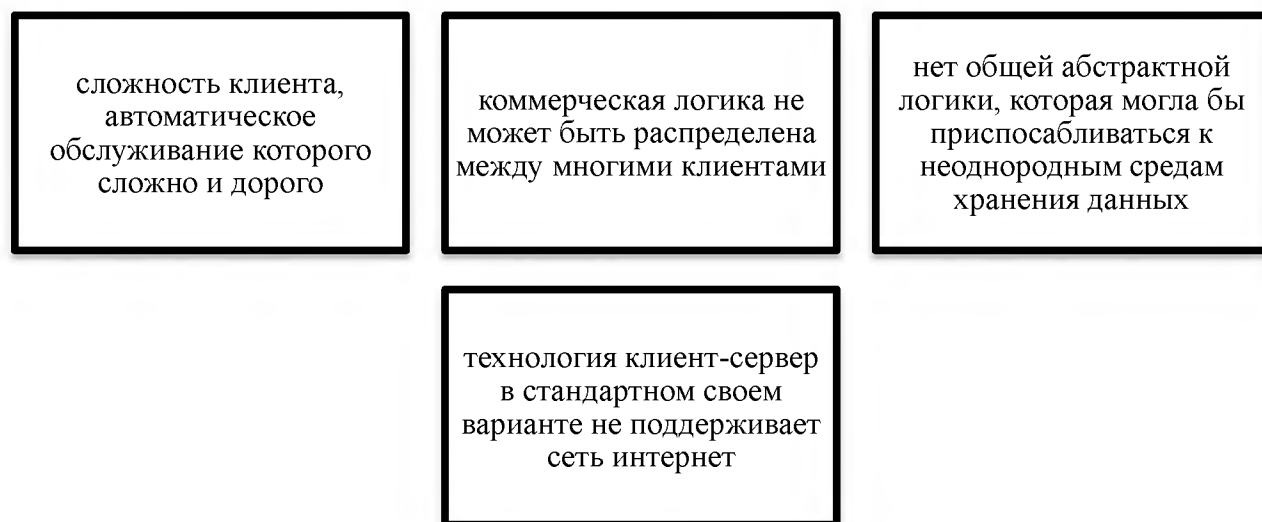 сложность клиента,
автоматическое
обслуживание которого
сложно и дорого
коммерческая логика не
может быть распределена
между многими клиентами
нет общей абстрактной
логики, которая могла бы
приспосабливаться к
неоднородным средам
хранения данных
технология клиент-сервер
в стандартном своем
варианте не поддерживает
сеть интернет